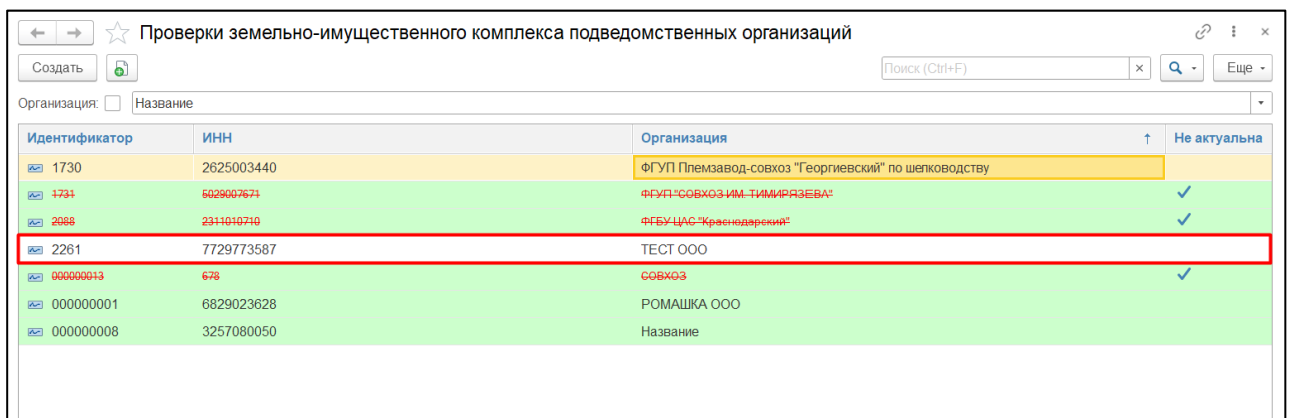 Проверки земельно-имущественного комплекса подведомственных организаций
Создать Поиск (Ctrl+F) Еще
Организация: Название
Идентификатор ИНН Организация Не актуальна
1730 2625003440 ФГУП Племзавод-совхоз "Георгиевский" по шелководству
1731 5029007671 ФГУП "СОВХОЗ ИМ. ТИМИРЯЗЕВА"
2088 2311010710 ФГБУ ЦАС "Краснодарский"
2261 7729773587 ТЕСТ ООО
000000013 678 СОВХОЗ
000000001 6829023628 РОМАШКА ООО
000000008 3257080050 Название